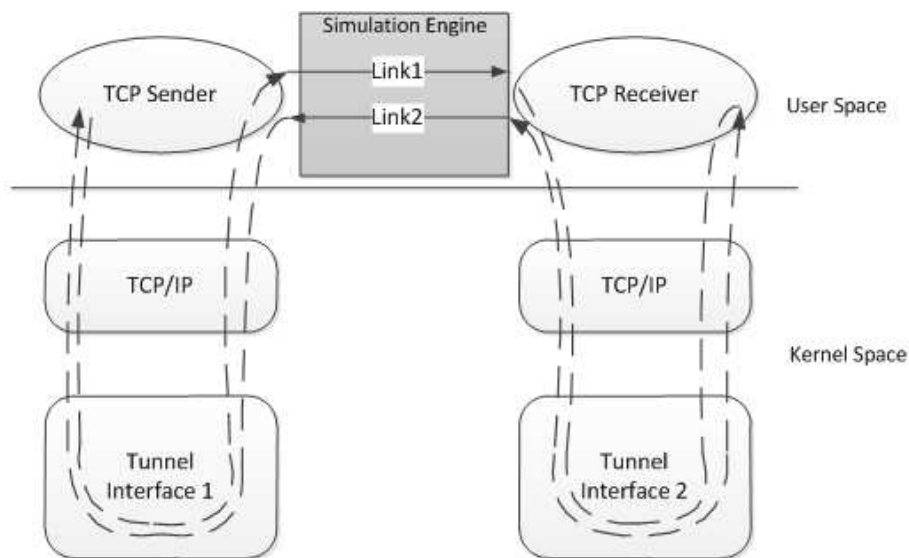 Simulation Engine
TCP Sender
Link1
Link2
TCP Receiver
User Space
TCP/IP
TCP/IP
Kernel Space
Tunnel
Interface 1
Tunnel
Interface 2